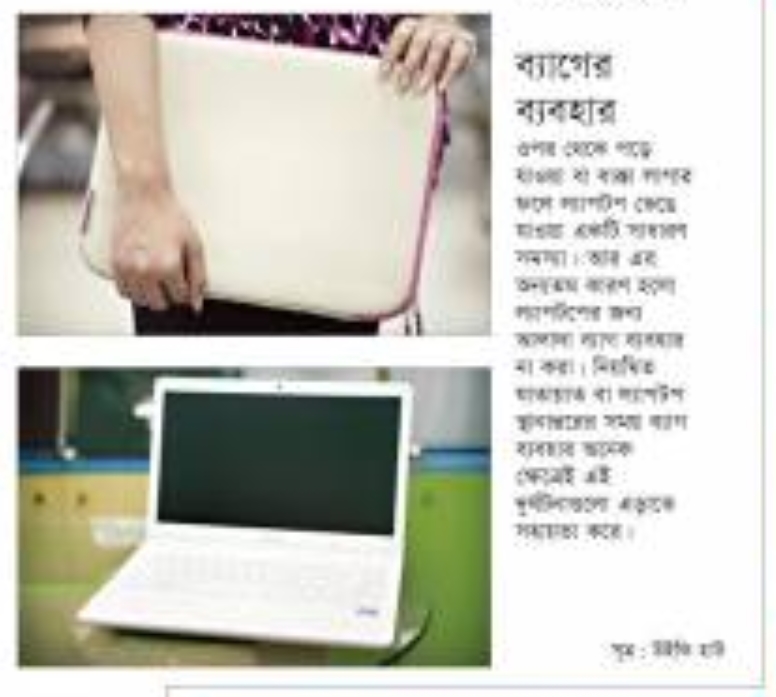 ব্যাগের
ব্যবহার
ওপর থেকে পড়ে
যাওয়া বা ধাক্কা লাগার
ফলে ল্যাপটপ ভেঙে
যাওয়া একটি সাধারণ
সমস্যা। আর এর
অন্যতম কারণ হলো
ল্যাপটপের জন্য
আলাদা ব্যাগ ব্যবহার
না করা। নিয়মিত
যাতায়াত বা ল্যাপটপ
স্থানান্তরের সময় ব্যাগ
ব্যবহার অনেক
ক্ষেত্রেই এই
দুর্ঘটনাগুলো এড়াতে
সহায়তা করে।
সূত্র : উইকি হাউ